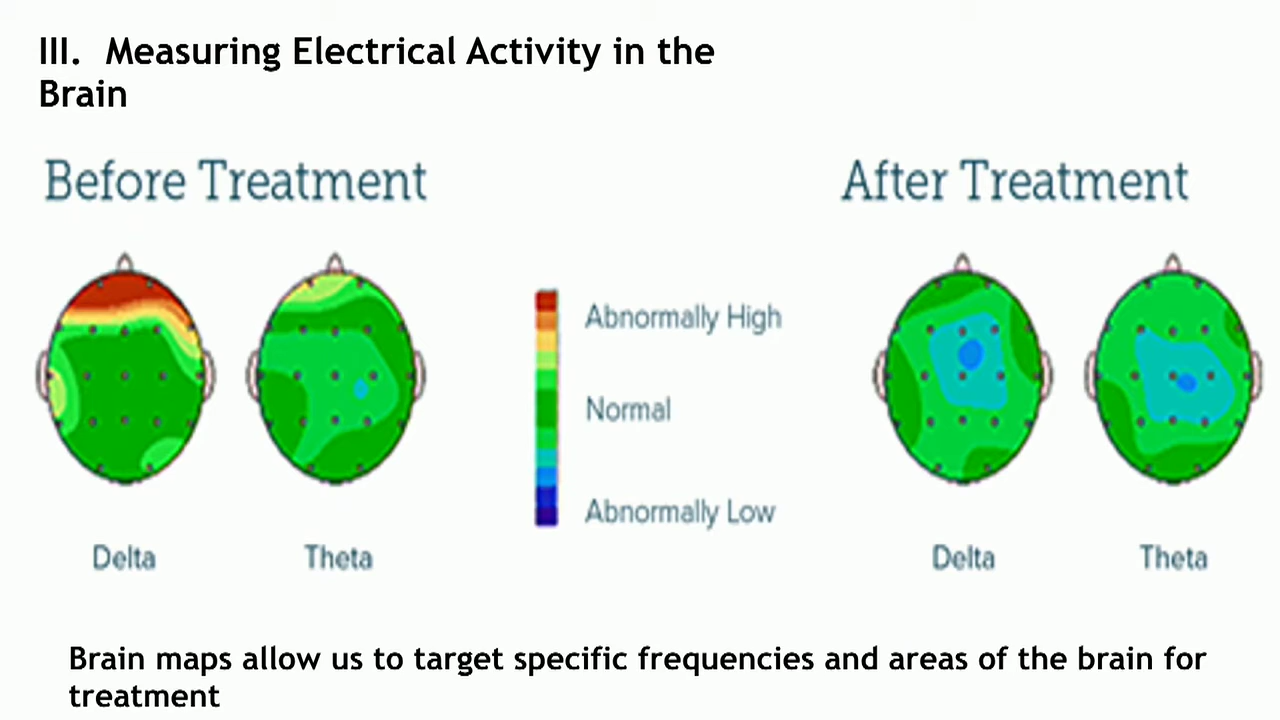 III. Measuring Electrical Activity in the
Brain
Before Treatment
After Treatment
Abnormally High
Normal
Abnormally Low
Delta
Theta
Delta
Theta
Brain maps allow us to target specific frequencies and areas of the brain for
treatment